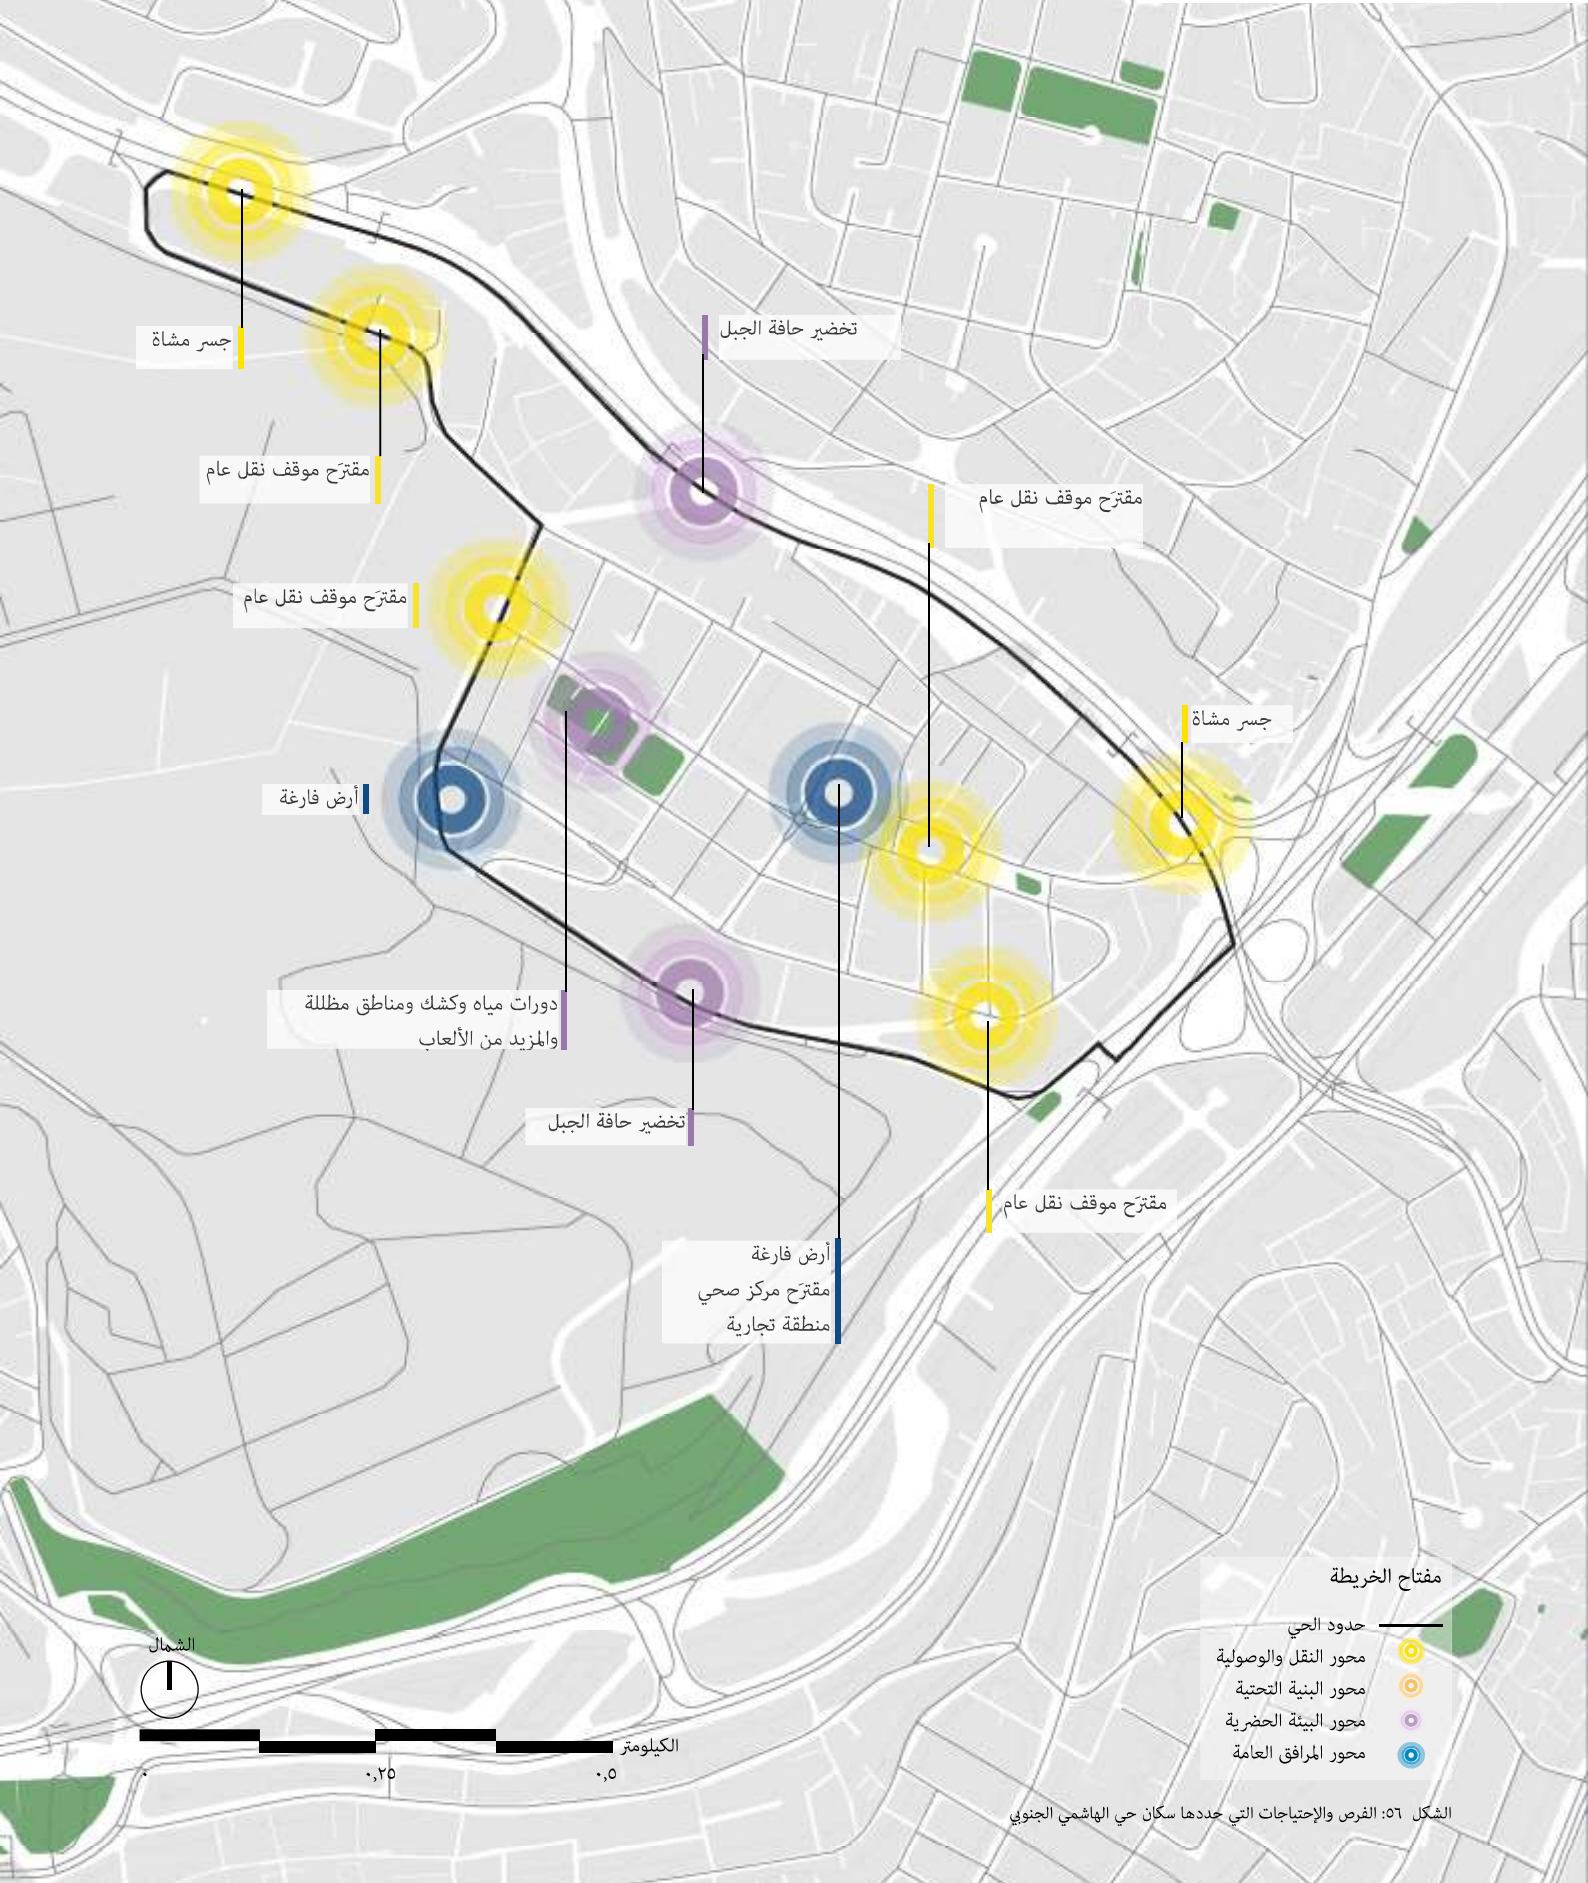 تخضير حافة الجبل
جسر مشاة
مقترَح موقف نقل عام
مقترَح موقف نقل عام
مقترَح موقف نقل عام
جسر مشاة
أرض فارغة
دورات مياه وكشك ومناطق مظللة
والمزيد من الألعاب
تخضير حافة الجبل
مقترَح موقف نقل عام
أرض فارغة
مقترَح مركز صحي
منطقة تجارية
مفتاح الخريطة
حدود الحي
محور النقل والوصولية
محور البنية التحتية
محور البيئة الحضرية
محور المرافق العامة
الشمال
الكيلومتر
٠ ٠,٢٥ ٠,٥
الشكل ٥٦: الفرص والإحتياجات التي حددها سكان حي الهاشمي الجنوبي